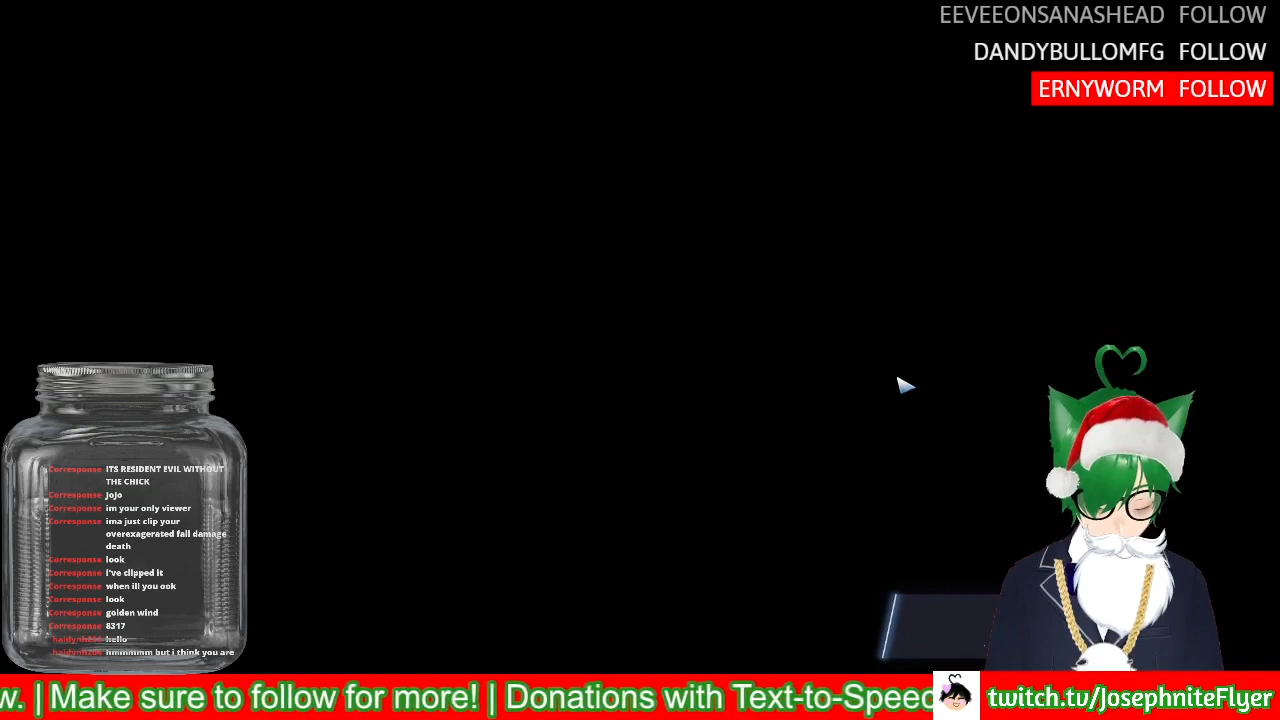 EEVEEONSANASHEAD FOLLOW
DANDYBULLOMFG FOLLOW
ERNYWORM FOLLOW
Corresponse ITS RESIDENT EVIL WITHOUT
THE CHICK
Corresponse JoJo
Corresponse im your only viewer
Corresponse ima just clip your
overexagerated fall damage
death
Corresponse look
Corresponse i've clipped it
Corresponse when ill you ook
Corresponse look
Corresponse golden wind
Corresponse 8317
hello
hmmmmm but i think you are
w. | Make sure to follow for more! | Donations with Text-to-Speec
twitch.tv/JosephniteFlyer